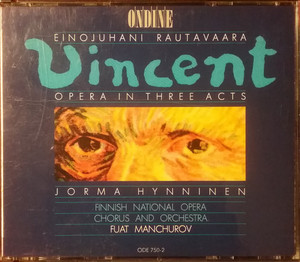 ONDINE
EINOJUHANI RAUTAVAARA
Vincent
OPERA IN THREE ACTS
JORMA HYNNINEN
FINNISH NATIONAL OPERA
CHORUS AND ORCHESTRA
FUAT MANCHUROV
ODE 750-2